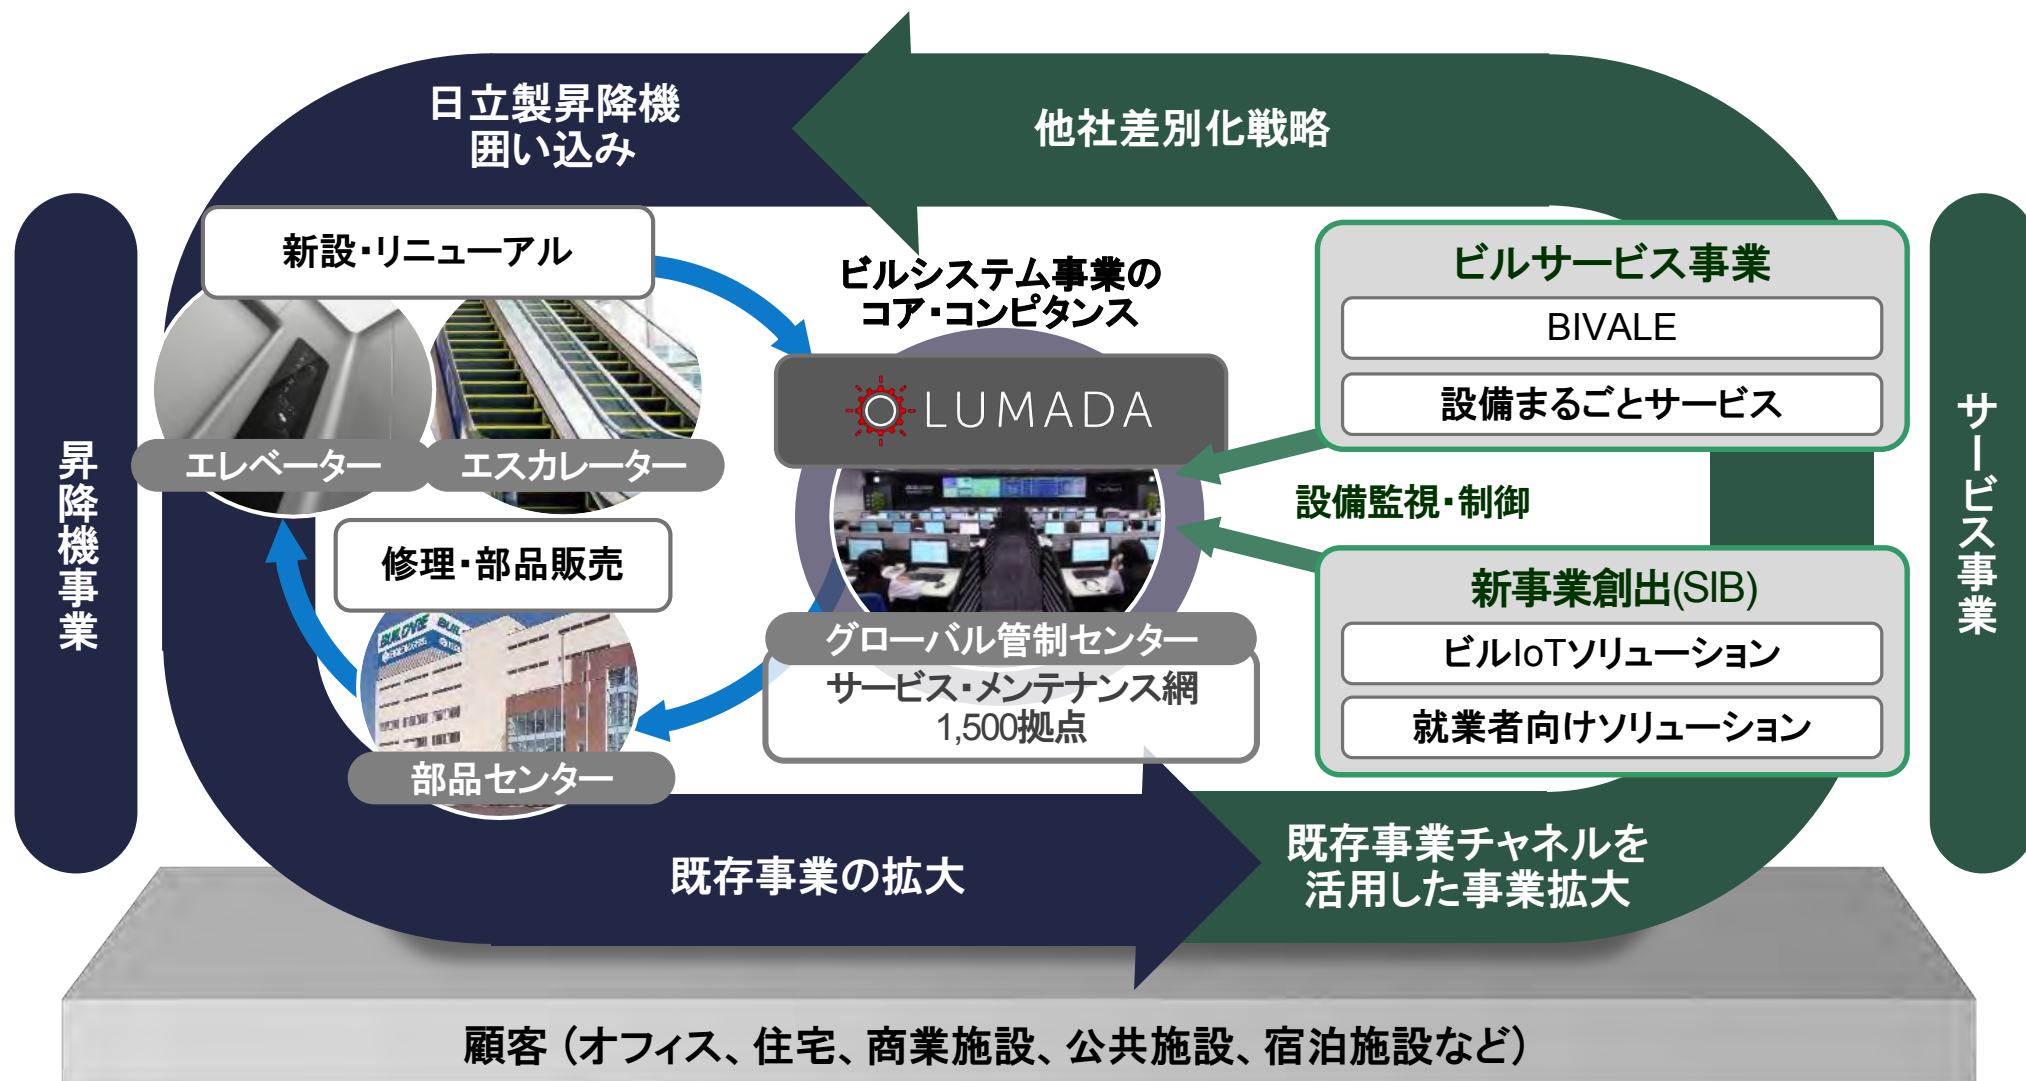 日立製昇降機
囲い込み
他社差別化戦略
昇降機事業
新設・リニューアル
エレベーター
エスカレーター
修理・部品販売
部品センター
ビルシステム事業の
コア・コンピタンス
LUMADA
グローバル管制センター
サービス・メンテナンス網
1,500拠点
ビルサービス事業
BIVALE
設備まるごとサービス
設備監視・制御
新事業創出(SIB)
ビルIoTソリューション
就業者向けソリューション
サービス事業
既存事業の拡大
既存事業チャネルを
活用した事業拡大
顧客（オフィス、住宅、商業施設、公共施設、宿泊施設など）